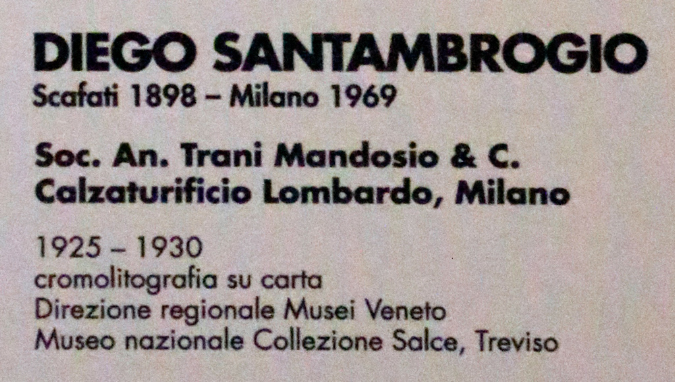 DIEGO SANTAMBROGIO
Scafati 1898 – Milano 1969
Soc. An. Trani Mandosio & C.
Calzaturificio Lombardo, Milano
1925 – 1930
cromolitografia su carta
Direzione regionale Musei Veneto
Museo nazionale Collezione Salce, Treviso